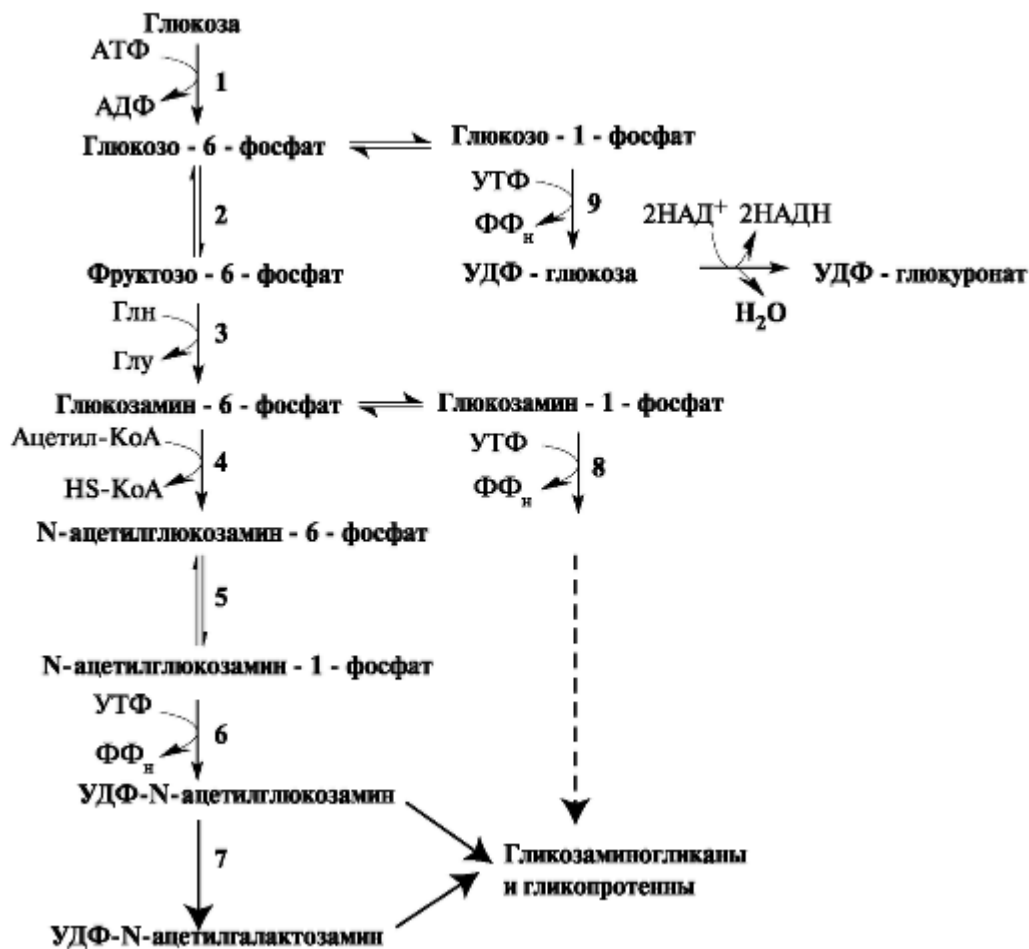 Глюкоза
АТФ
1
АДФ
Глюкозо - 6 - фосфат
Глюкозо - 1 - фосфат
УТФ
9
ФФн
2
2НАД+ 2НАДН
Фруктозо - 6 - фосфат
УДФ - глюкоза
УДФ - глюкуронат
H2O
Глн
3
Глу
Глюкозамин - 6 - фосфат
Глюкозамин - 1 - фосфат
Ацетил-КоА
4
HS-КоА
УТФ
8
ФФн
N-ацетилглюкозамин - 6 - фосфат
5
N-ацетилглюкозамин - 1 - фосфат
УТФ
6
ФФн
УДФ-N-ацетилглюкозамин
7
Гликозаминогликаны
и гликопротенны
УДФ-N-ацетилгалактозамин